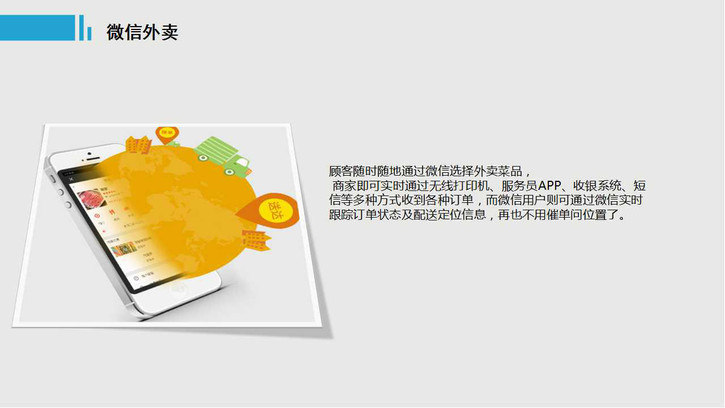 微信外卖
顾客随时随地通过微信选择外卖菜品，
商家即可实时通过无线打印机、服务员APP、收银系统、短
信等多种方式收到各种订单，而微信用户则可通过微信实时
跟踪订单状态及配送定位信息，再也不用催单问位置了。